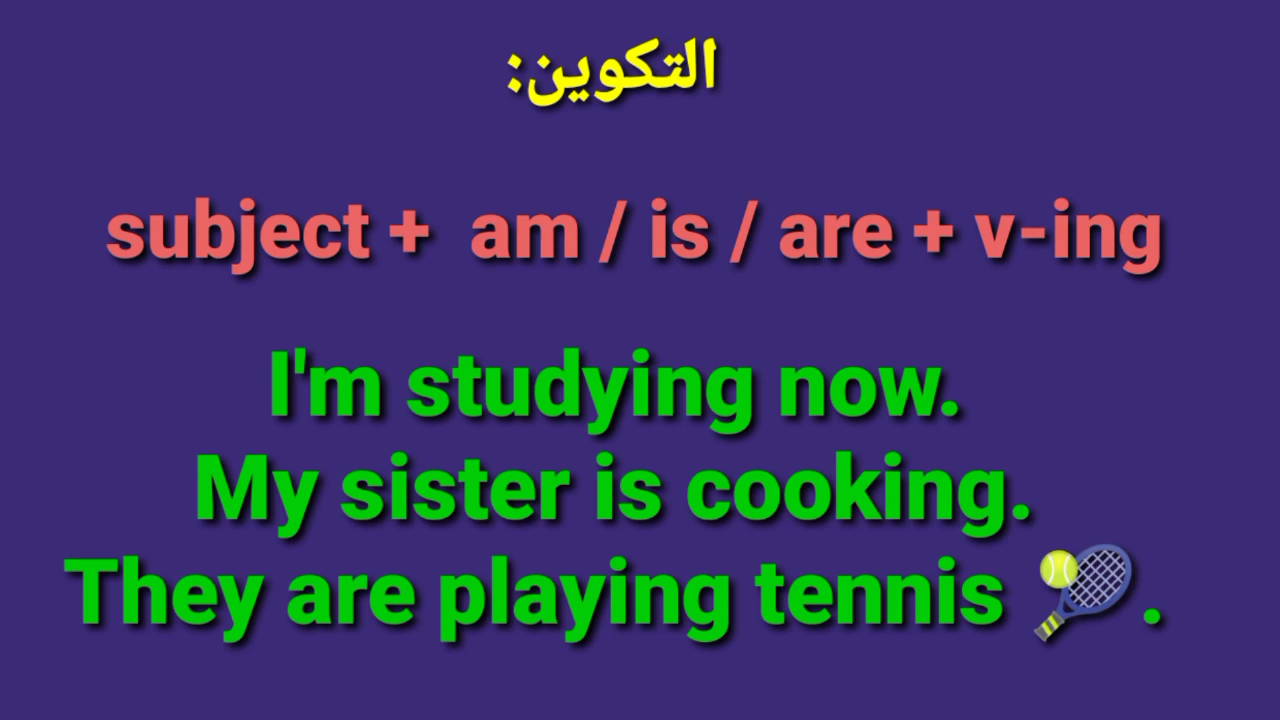 التكوين:
subject + am / is / are + v-ing
I'm studying now.
My sister is cooking.
They are playing tennis 🎾.